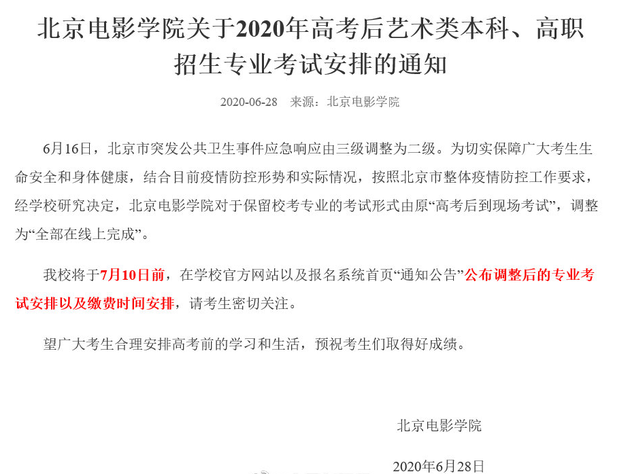 北京电影学院关于2020年高考后艺术类本科、高职
招生专业考试安排的通知
2020-06-28 来源：北京电影学院
6月16日，北京市突发公共卫生事件应急响应由三级调整为二级。为切实保障广大考生生
命安全和身体健康，结合目前疫情防控形势和实际情况，按照北京市整体疫情防控工作要求，
经学校研究决定，北京电影学院对于保留校考专业的考试形式由原“高考后到现场考试”，调整
为“全部在线上完成”。
我校将于7月10日前，在学校官方网站以及报名系统首页“通知公告”公布调整后的专业考
试安排以及缴费时间安排，请考生密切关注。
望广大考生合理安排高考前的学习和生活，预祝考生们取得好成绩。
北京电影学院
2020年6月28日